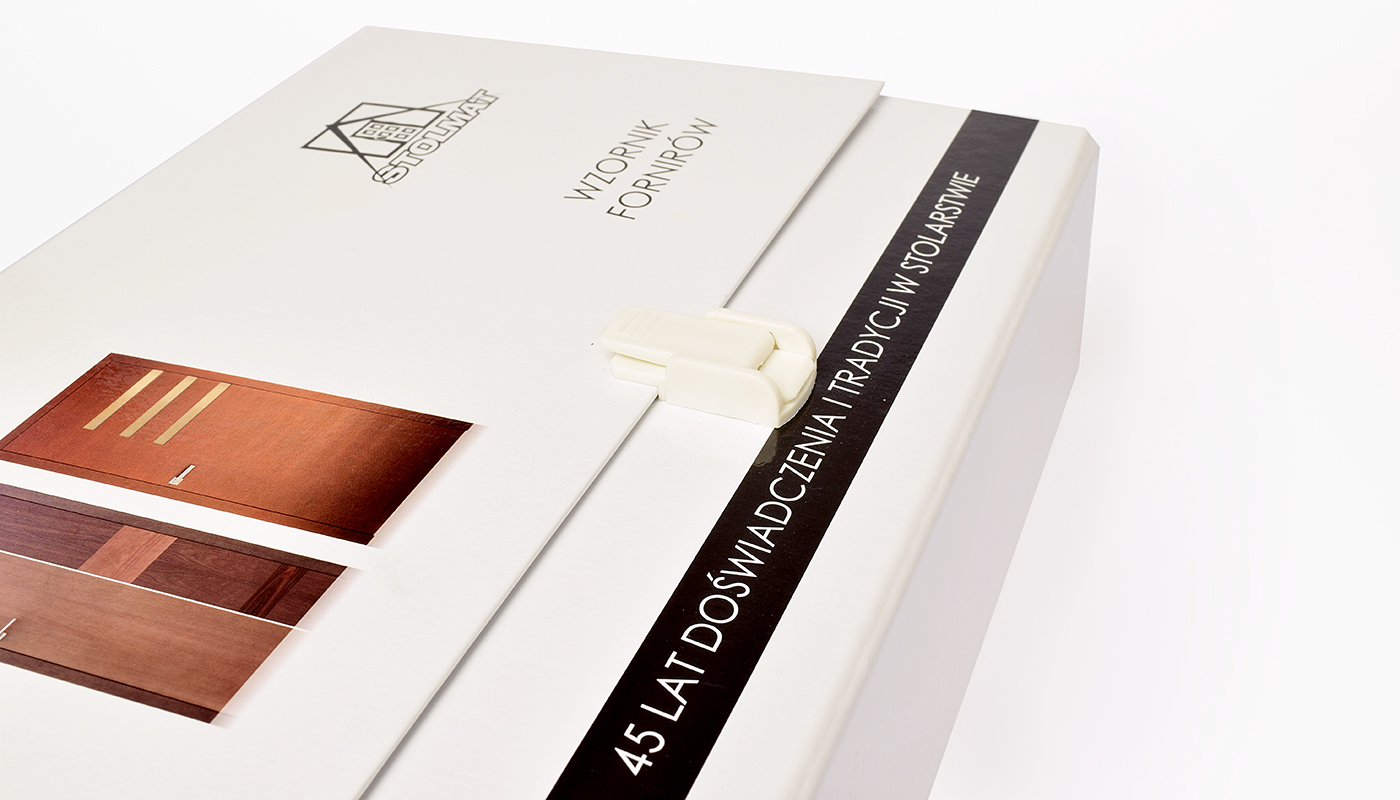 STOLMAT
WZORNIK
FORNIRÓW
45 LAT DOŚWIADCZENIA I TRADYCJI W STOLARSTWIE